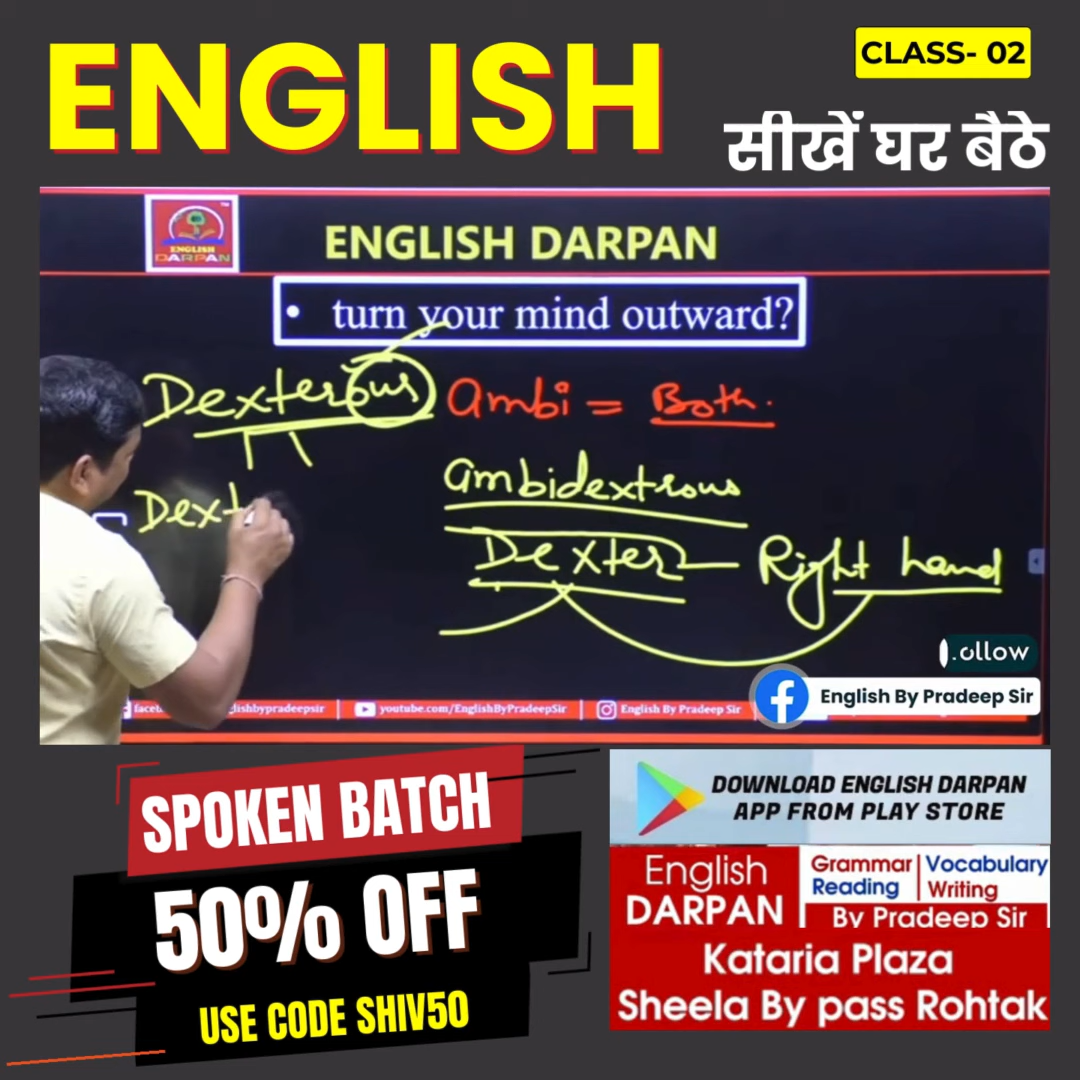 ENGLISH
CLASS- 02
सीखें घर बैठे
ENGLISH
DARPAN
ENGLISH DARPAN
• turn your mind outward?
Dexterous ambi = Both.
ambidextrous
Dext
Dexter — Right hand
.ollow
English By Pradeep Sir
youtube.com/EnglishByPradeepSir
English By Pradeep Sir
SPOKEN BATCH
50% OFF
USE CODE SHIV50
DOWNLOAD ENGLISH DARPAN
APP FROM PLAY STORE
English
DARPAN
Grammar | Vocabulary
Reading | Writing
By Pradeep Sir
Kataria Plaza
Sheela By pass Rohtak